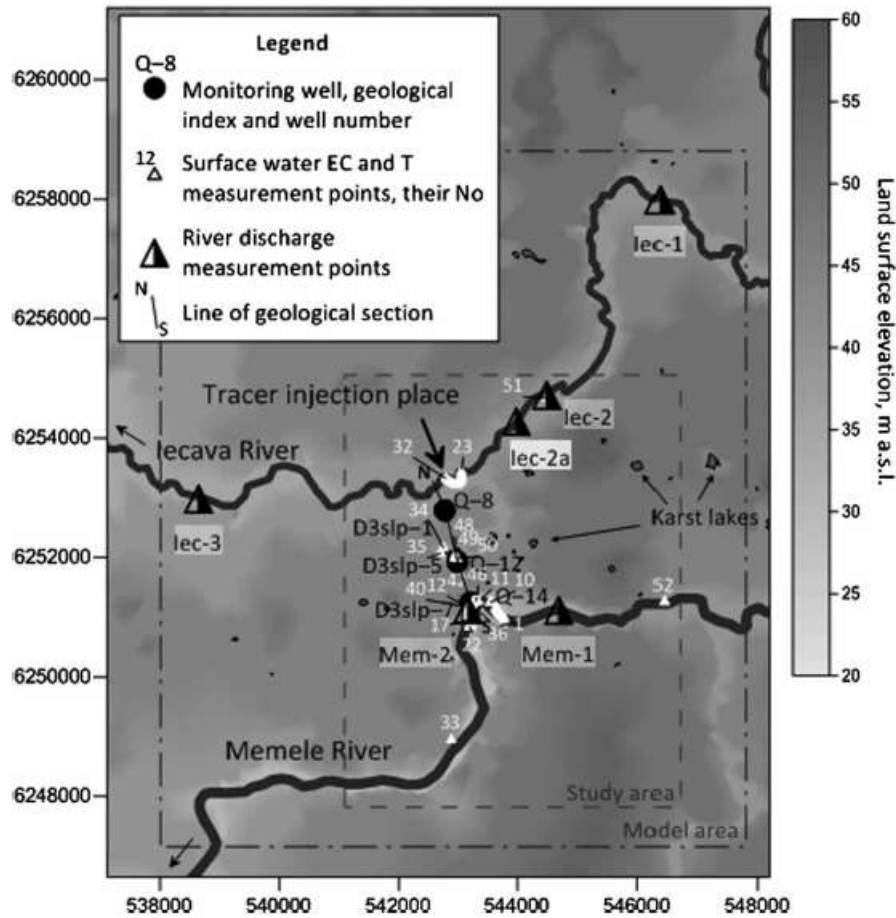 Legend
Q–8
Monitoring well, geological
index and well number
12
Surface water EC and T
measurement points, their No
River discharge
measurement points
N
S
Line of geological section
6260000
6258000
6256000
6254000
6252000
6250000
6248000
538000
540000
542000
544000
546000
548000
60
55
50
45
40
35
30
25
20
Land surface elevation, m a.s.l.
Iec-1
51
Iec-2
Tracer injection place
Iec-2a
Iecava River
32
23
N
Iec-3
Q–8
34
D3slp–1
48
49
50
35
D3slp–5
Q–12
Karst lakes
40
12
46
11
10
D3slp–7
Q–14
52
17
36
1
22
Mem-2
Mem-1
33
Memele River
Study area
Model area